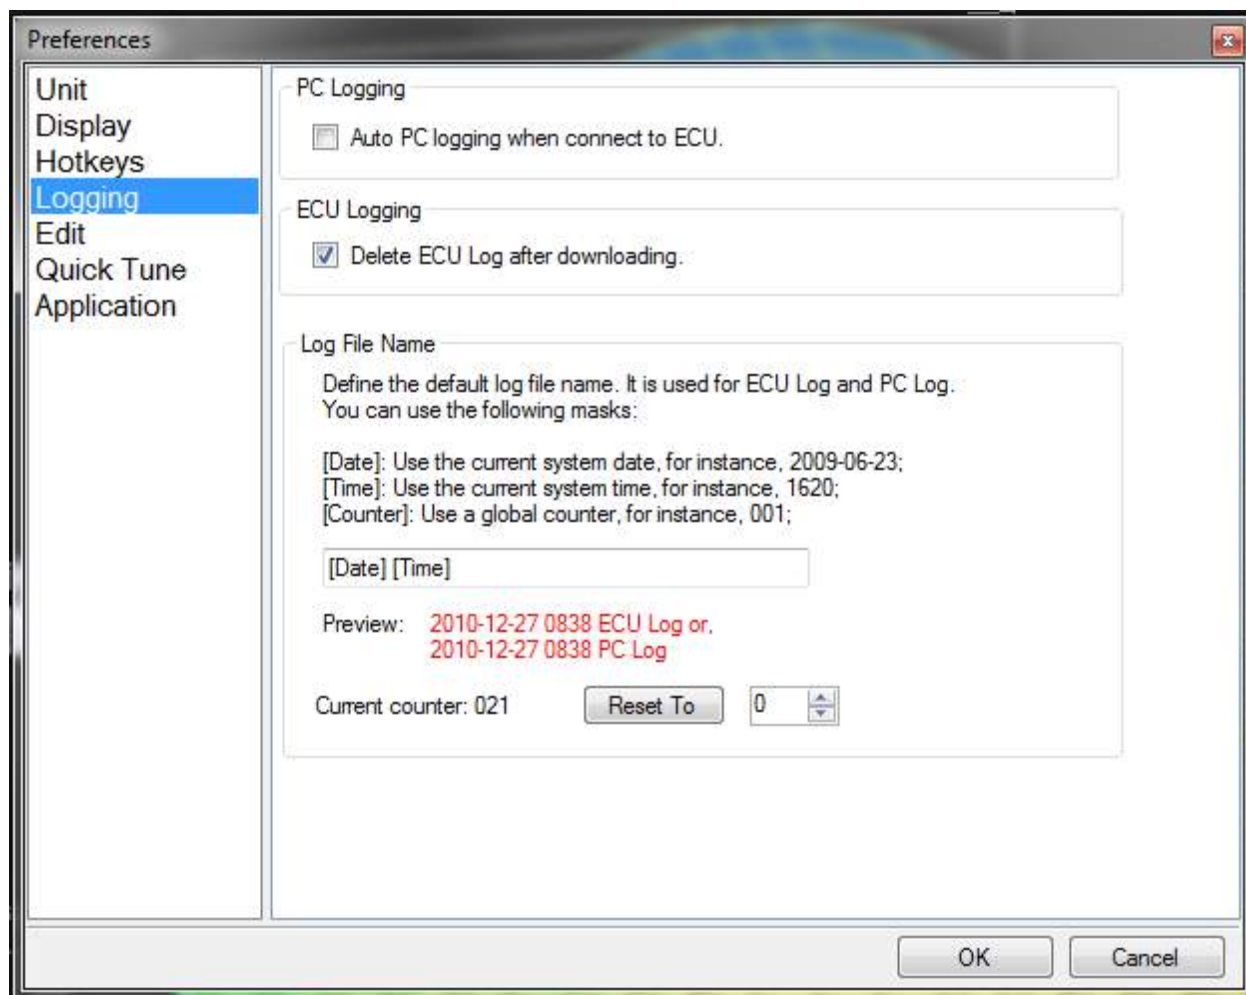 Preferences
Unit
Display
Hotkeys
Logging
Edit
Quick Tune
Application
PC Logging
Auto PC logging when connect to ECU.
ECU Logging
Delete ECU Log after downloading.
Log File Name
Define the default log file name. It is used for ECU Log and PC Log.
You can use the following masks:
[Date]: Use the current system date, for instance, 2009-06-23;
[Time]: Use the current system time, for instance, 1620;
[Counter]: Use a global counter, for instance, 001;
[Date] [Time]
Preview: 2010-12-27 0838 ECU Log or,
2010-12-27 0838 PC Log
Current counter: 021 Reset To 0
OK Cancel